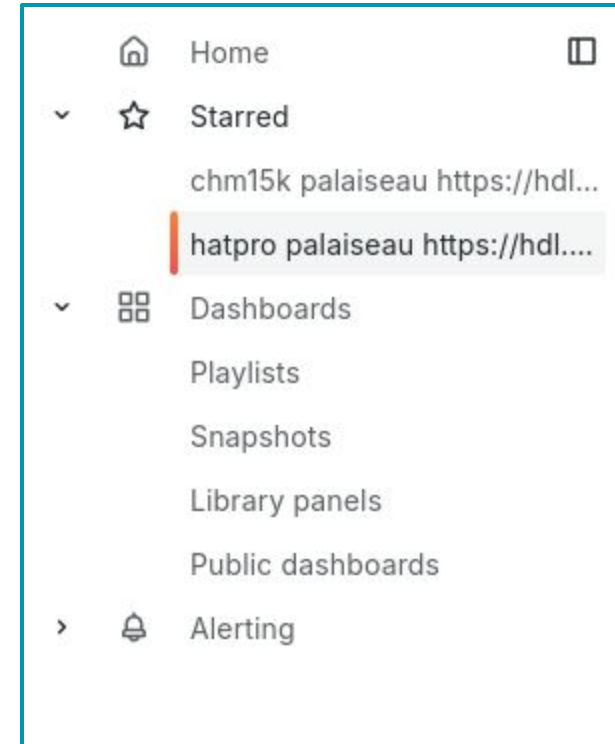 Home
Starred
chm15k palaiseau https://hdl...
hatpro palaiseau https://hdl....
Dashboards
Playlists
Snapshots
Library panels
Public dashboards
Alerting